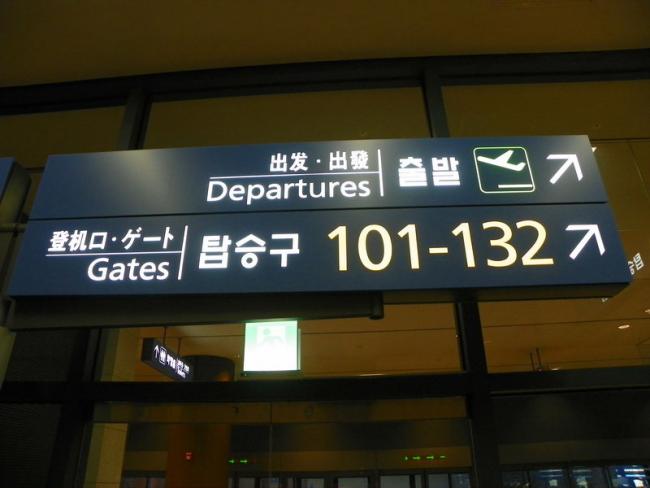 出发·出發
Departures 출발
登机口·ゲート
Gates 탑승구 101-132